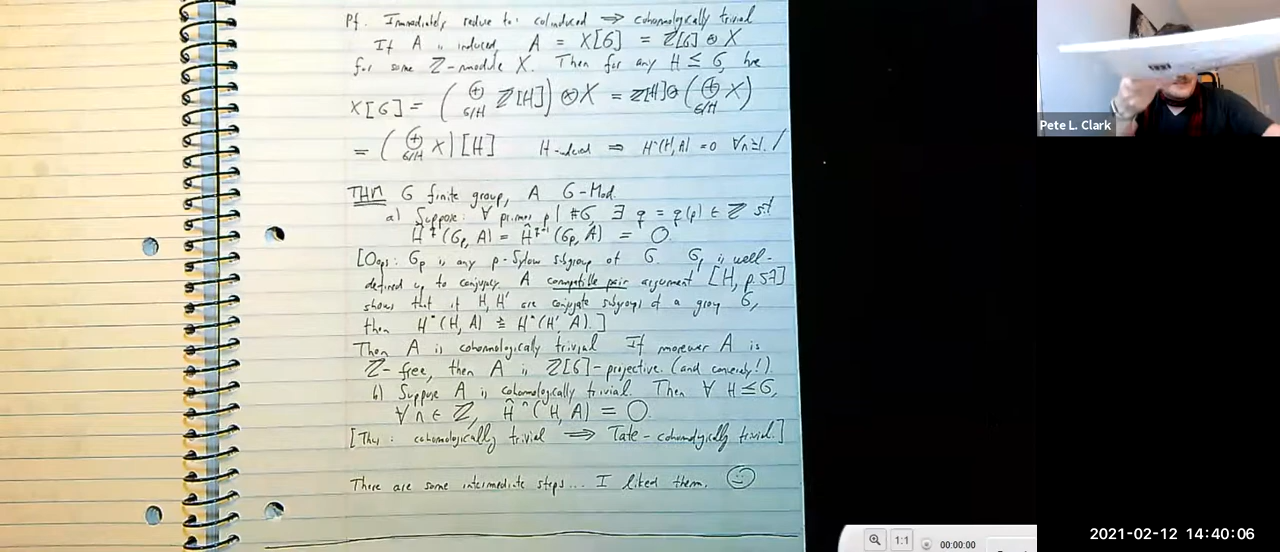 Pf. Immediately reduce to: coinduced ⟹ cohomologically trivial
If A is induced, A = X[G] = Z[G] ⊗ X
for some Z-module X. Then for any H ≤ G, we
X[G] = (⊕_{G/H} Z[H]) ⊗ X = Z[H] ⊗ (⊕_{G/H} X)
= (⊕_{G/H} X)[H] H-induced ⟹ Hⁿ(H, A) = 0 ∀n≥1. /
THM G finite group, A G-Mod.
a) Suppose: ∀ primes p | #G, ∃ q = q(p) ∈ Z s.t.
Ĥ^q(G_p, A) = Ĥ^{q+1}(G_p, A) = 0.
[Oops: G_p is any p-Sylow subgroup of G. G_p is well-
defined up to conjugacy. A compatible pair argument [H, p.57]
shows that if H, H' are conjugate subgroups of a group G,
then H^*(H, A) ≅ H^*(H', A).]
Then A is cohomologically trivial. If moreover A is
Z-free, then A is Z[G]-projective. (and conversely!).
b) Suppose A is cohomologically trivial. Then ∀ H ≤ G,
∀ n ∈ Z, Ĥⁿ(H, A) = 0.
[Thus: cohomologically trivial ⟹ Tate-cohomologically trivial.]
There are some intermediate steps... I liked them. ☺
Pete L. Clark
1:1
00:00:00
2021-02-12 14:40:06